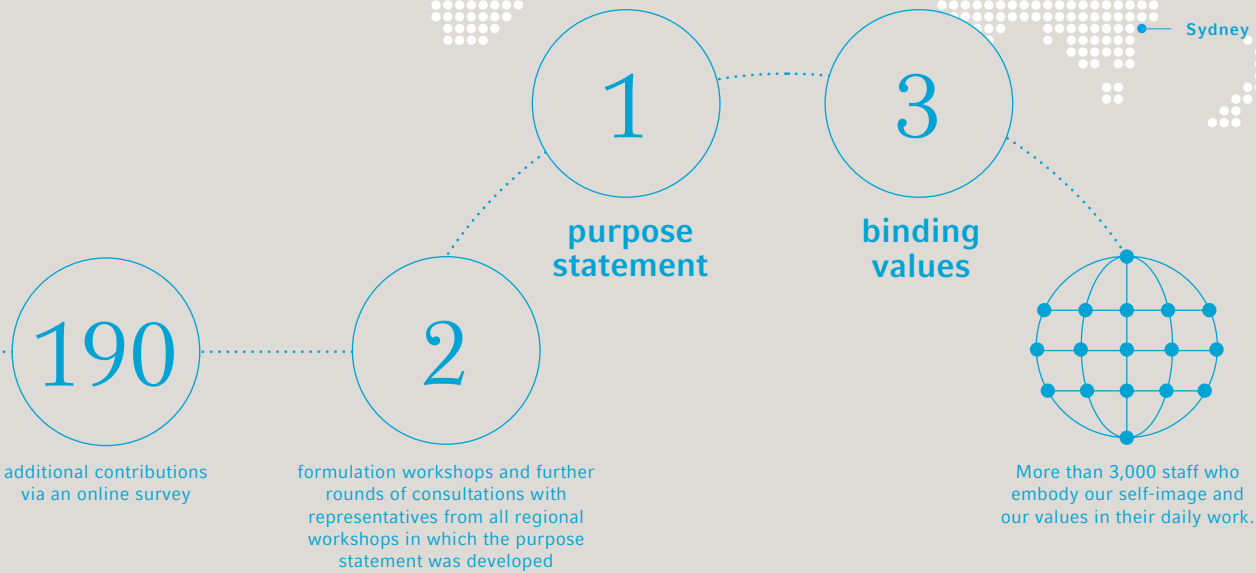 Sydney
190
additional contributions
via an online survey
2
formulation workshops and further
rounds of consultations with
representatives from all regional
workshops in which the purpose
statement was developed
1
purpose
statement
3
binding
values
More than 3,000 staff who
embody our self-image and
our values in their daily work.